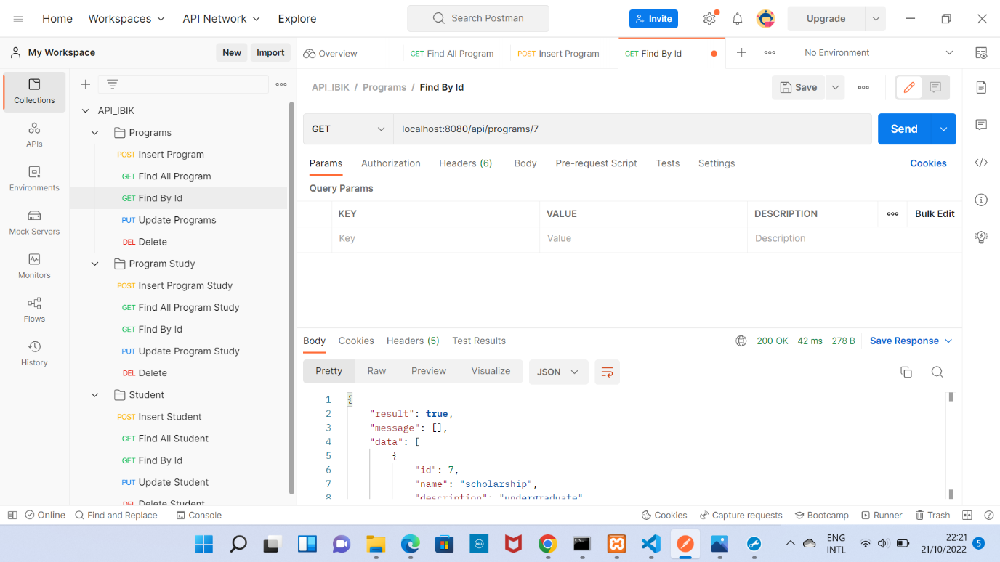 Home Workspaces API Network Explore Search Postman Invite Upgrade
My Workspace New Import Overview GET Find All Program POST Insert Program GET Find By Id No Environment
Collections
APIs
Environments
Mock Servers
Monitors
Flows
History
API_IBIK
Programs
POST Insert Program
GET Find All Program
GET Find By Id
PUT Update Programs
DEL Delete
Program Study
POST Insert Program Study
GET Find All Program Study
GET Find By Id
PUT Update Program Study
DEL Delete
Student
POST Insert Student
GET Find All Student
GET Find By Id
PUT Update Student
DEL Delete Student
API_IBIK / Programs / Find By Id Save
GET localhost:8080/api/programs/7 Send
Params Authorization Headers (6) Body Pre-request Script Tests Settings Cookies
Query Params
KEY VALUE DESCRIPTION Bulk Edit
Key Value Description
Body Cookies Headers (5) Test Results 200 OK 42 ms 278 B Save Response
Pretty Raw Preview Visualize JSON
1 {
2 "result": true,
3 "message": [],
4 "data": [
5 {
6 "id": 7,
7 "name": "scholarship",
8 "description": "undergraduate"
Online Find and Replace Console Cookies Capture requests Bootcamp Runner Trash
ENG 22:21
INTL 21/10/2022 5